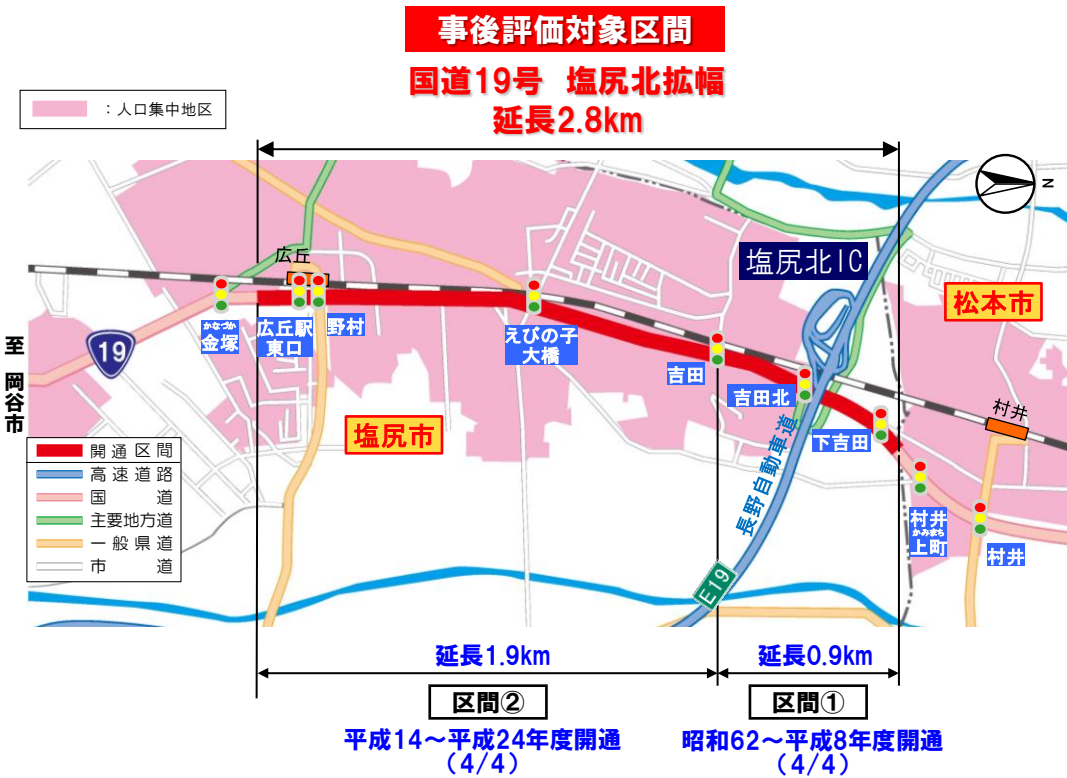 事後評価対象区間
国道19号 塩尻北拡幅
延長2.8km
：人口集中地区
N
広丘
塩尻北IC
松本市
かなづか
金塚
広丘駅
東口
野村
えびの子
大橋
吉田
吉田北
下吉田
村井
村井
かみまち
上町
村井
19
至 岡谷市
塩尻市
長野自動車道
E19
開通区間
高速道路
国道
主要地方道
一般県道
市道
延長1.9km
延長0.9km
区間②
区間①
平成14～平成24年度開通
（4/4）
昭和62～平成8年度開通
（4/4）